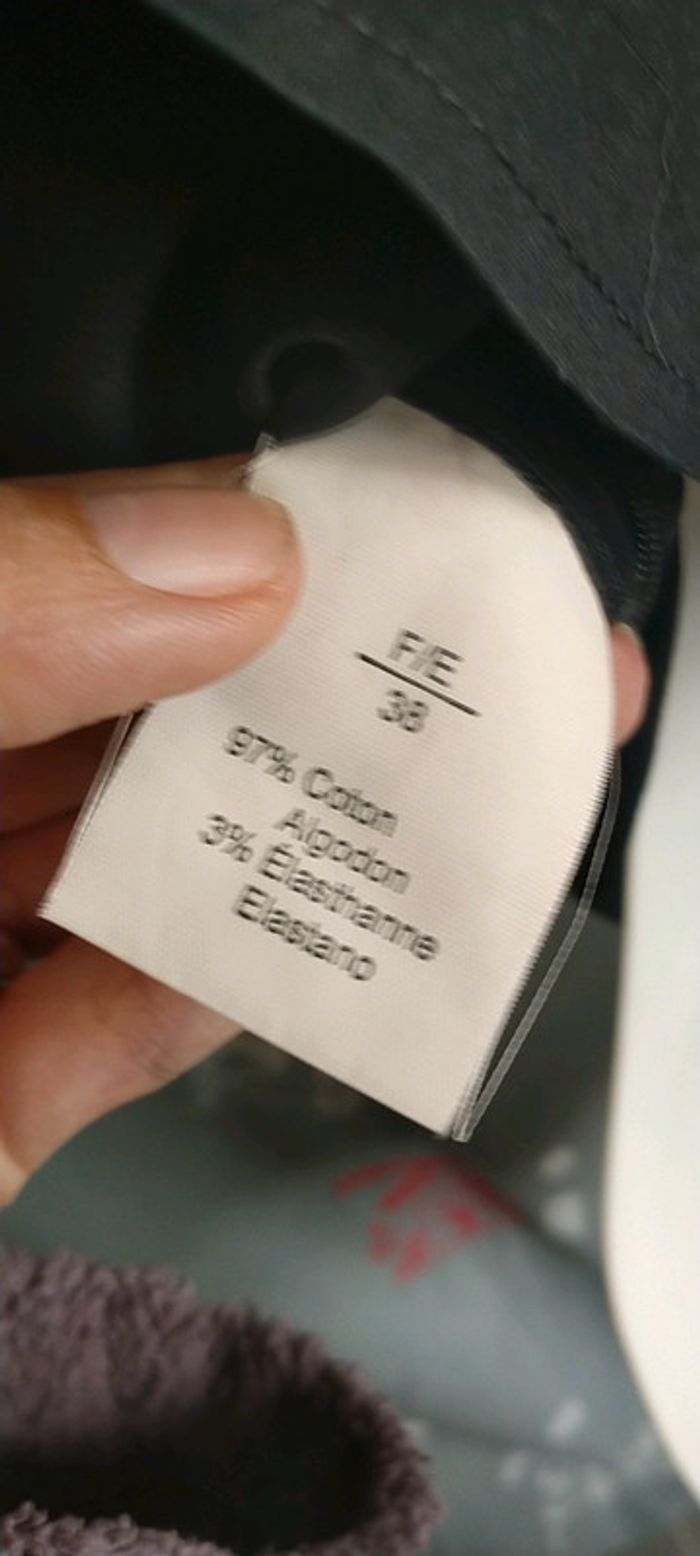 F/E
38
97% Coton
Algodon
3% Élasthanne
Elastano